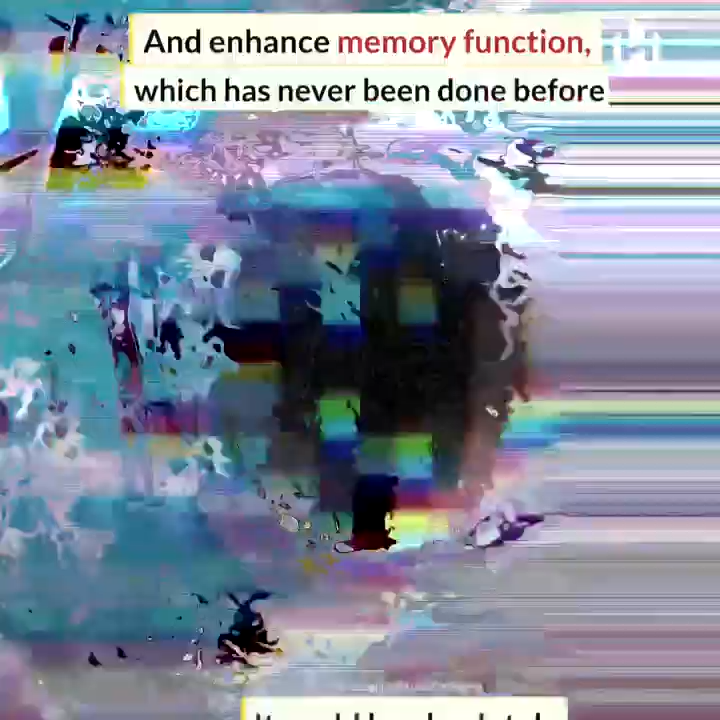 And enhance memory function,
which has never been done before